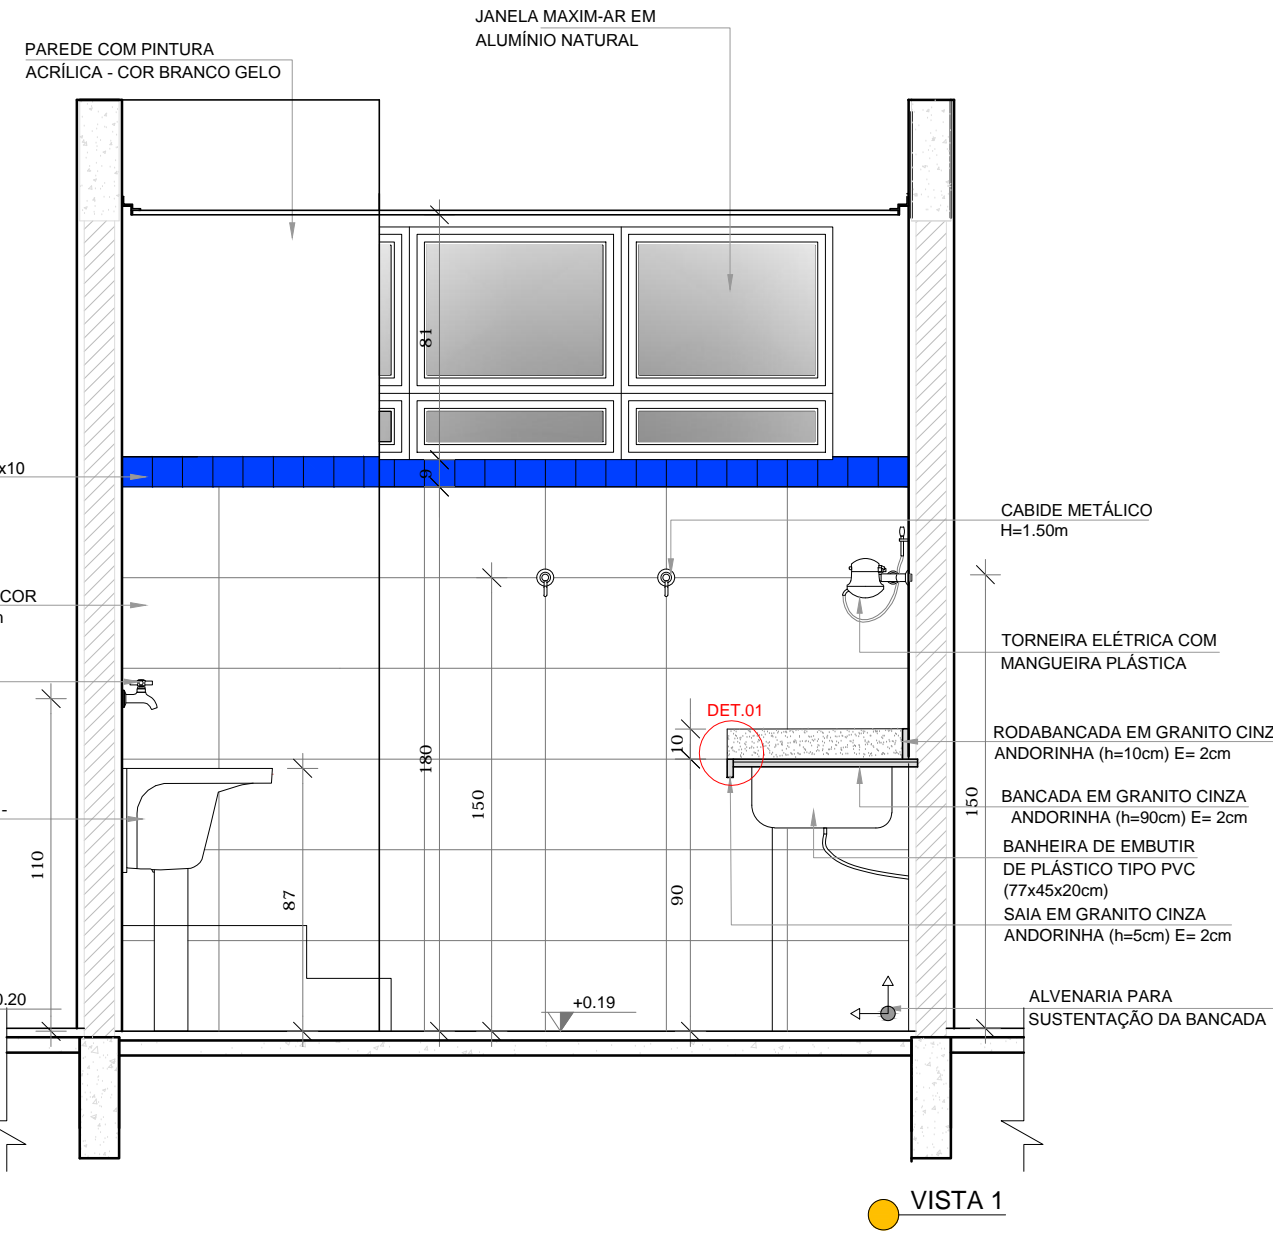 JANELA MAXIM-AR EM
ALUMÍNIO NATURAL
PAREDE COM PINTURA
ACRÍLICA - COR BRANCO GELO
81
x10
9
CABIDE METÁLICO
H=1.50m
COR
TORNEIRA ELÉTRICA COM
MANGUEIRA PLÁSTICA
DET.01
10
RODABANCADA EM GRANITO CINZ
ANDORINHA (h=10cm) E= 2cm
180
150
150
BANCADA EM GRANITO CINZA
ANDORINHA (h=90cm) E= 2cm
-
110
BANHEIRA DE EMBUTIR
DE PLÁSTICO TIPO PVC
(77x45x20cm)
87
90
SAIA EM GRANITO CINZA
ANDORINHA (h=5cm) E= 2cm
0.20
+0.19
ALVENARIA PARA
SUSTENTAÇÃO DA BANCADA
VISTA 1